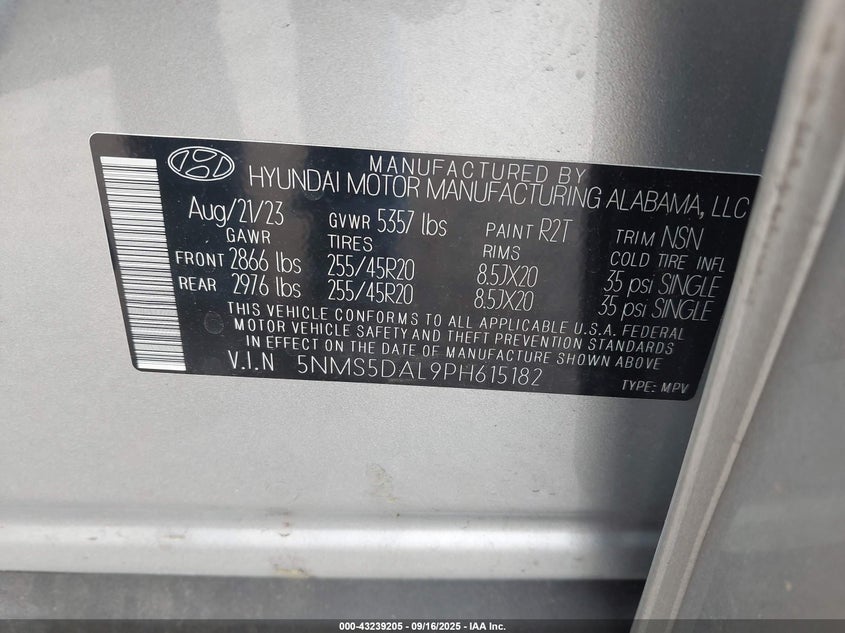 MANUFACTURED BY
HYUNDAI MOTOR MANUFACTURING ALABAMA, LLC
Aug/21/23 GVWR 5357 lbs PAINT R2T TRIM NSN
GAWR TIRES RIMS COLD TIRE INFL
FRONT 2866 lbs 255/45R20 8.5JX20 35 psi SINGLE
REAR 2976 lbs 255/45R20 8.5JX20 35 psi SINGLE
THIS VEHICLE CONFORMS TO ALL APPLICABLE U.S.A. FEDERAL
MOTOR VEHICLE SAFETY AND THEFT PREVENTION STANDARDS
IN EFFECT ON THE DATE OF MANUFACTURE SHOWN ABOVE
V.I.N 5NMS5DAL9PH615182 TYPE: MPV
000-43239205 - 09/16/2025 - IAA Inc.